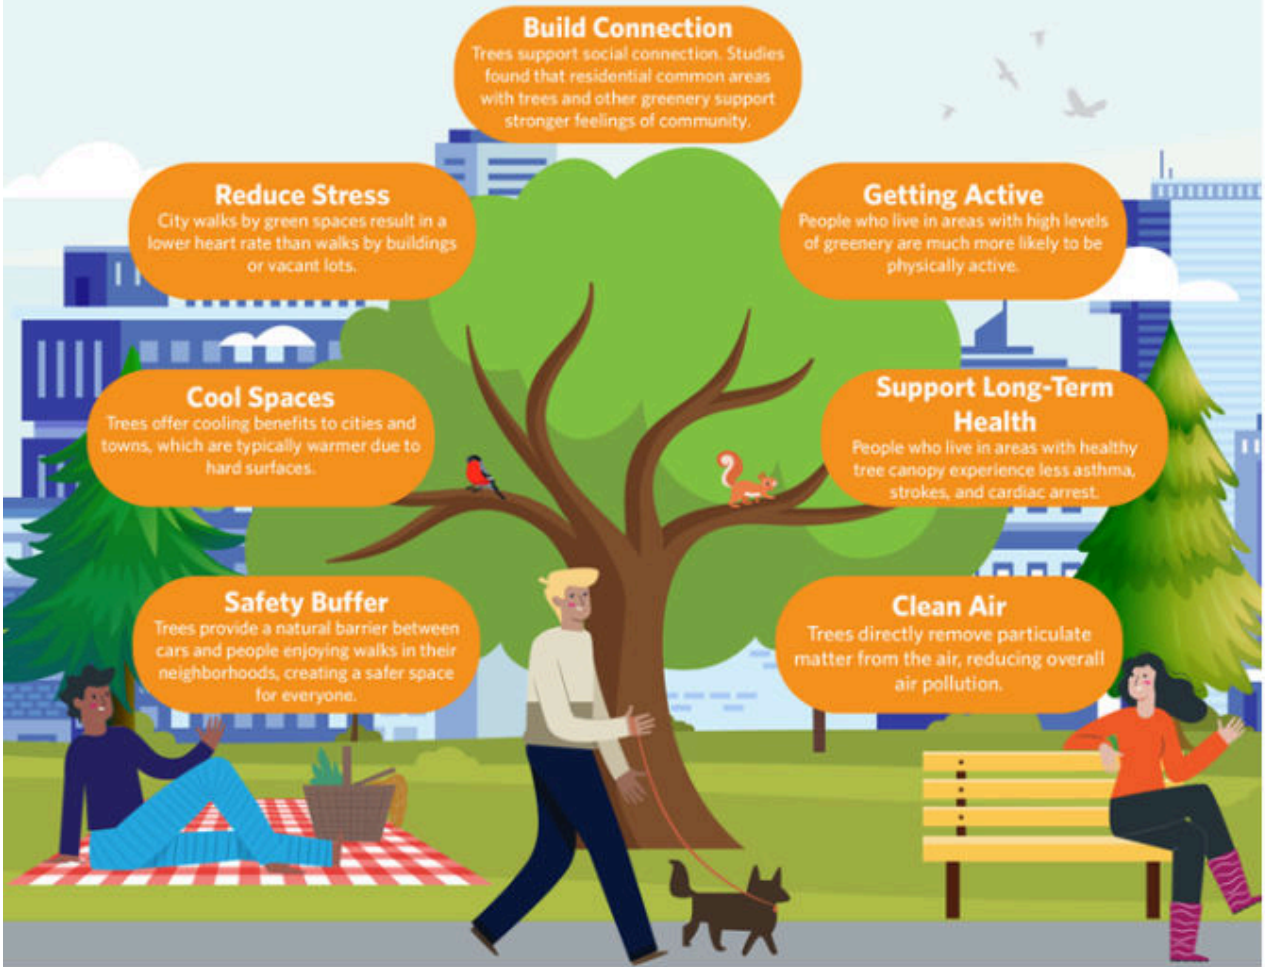 Build Connection
Trees support social connection. Studies
found that residential common areas
with trees and other greenery support
stronger feelings of community.
Reduce Stress
City walks by green spaces result in a
lower heart rate than walks by buildings
or vacant lots.
Getting Active
People who live in areas with high levels
of greenery are much more likely to be
physically active.
Cool Spaces
Trees offer cooling benefits to cities and
towns, which are typically warmer due to
hard surfaces.
Support Long-Term
Health
People who live in areas with healthy
tree canopy experience less asthma,
strokes, and cardiac arrest.
Safety Buffer
Trees provide a natural barrier between
cars and people enjoying walks in their
neighborhoods, creating a safer space
for everyone.
Clean Air
Trees directly remove particulate
matter from the air, reducing overall
air pollution.